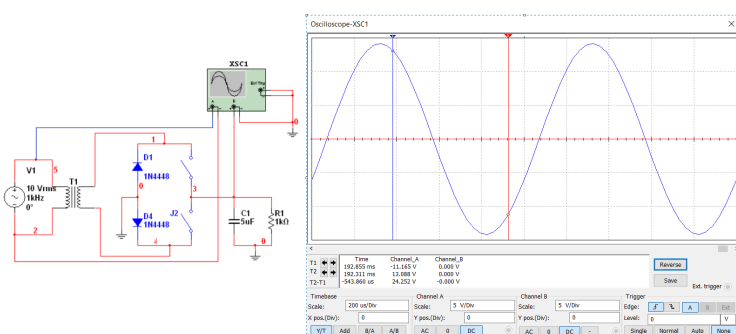 Oscilloscope-XSC1
XSC1
Ext Trig
A
B
0
1
V1
5
T1
D1
1N4448
10 Vrms
1kHz
0°
0
3
D4
J2
1N4448
C1
5uF
R1
1kΩ
2
4
0
Time Channel_A Channel_B
T1 192.855 ms -11.165 V 0.000 V
T2 192.311 ms 13.088 V 0.000 V
T2-T1 -543.860 us 24.252 V -0.000 V
Reverse
Save
Ext. trigger
Timebase
Scale: 200 us/Div
X pos.(Div): 0
Y/T Add B/A A/B
Channel A
Scale: 5 V/Div
Y pos.(Div): 0
AC 0 DC
Channel B
Scale: 5 V/Div
Y pos.(Div): 0
AC 0 DC -
Trigger
Edge: A B Ext
Level: 0 V
Single Normal Auto None